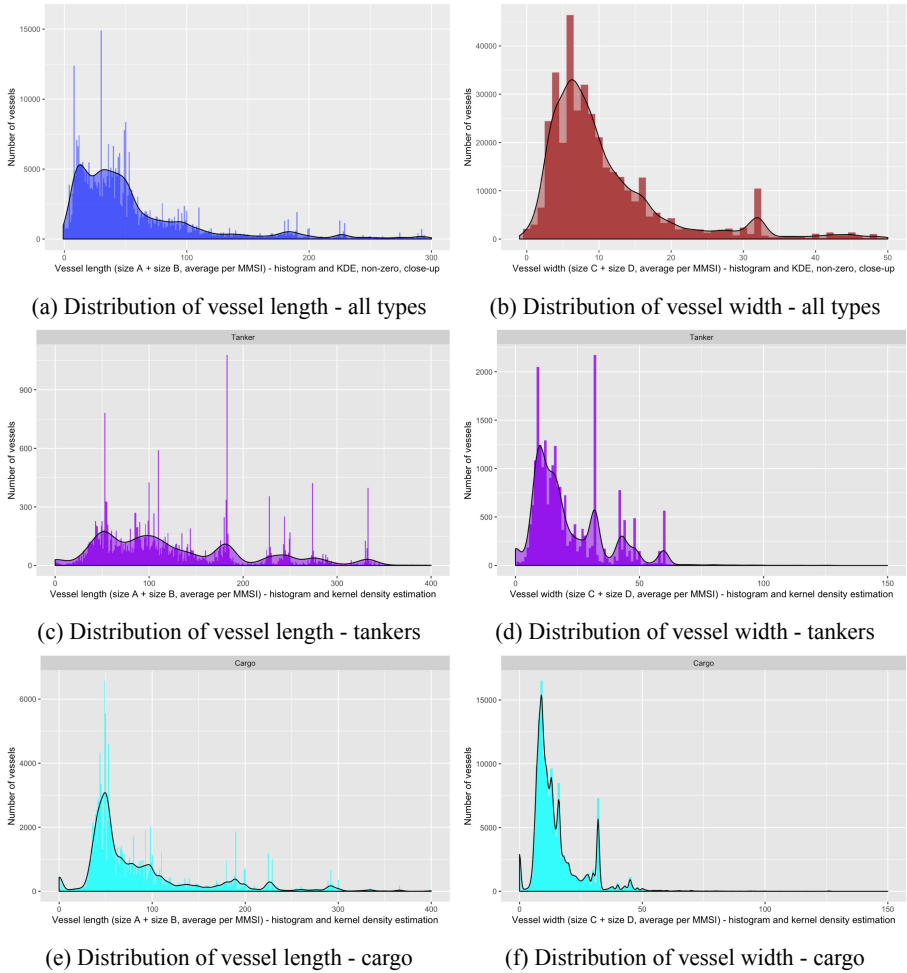 15000
10000
5000
0
Number of vessels
0 100 200 300
Vessel length (size A + size B, average per MMSI) - histogram and KDE, non-zero, close-up
(a) Distribution of vessel length - all types
40000
30000
20000
10000
0
Number of vessels
0 10 20 30 40 50
Vessel width (size C + size D, average per MMSI) - histogram and KDE, non-zero, close-up
(b) Distribution of vessel width - all types
Tanker
900
600
300
0
Number of vessels
0 100 200 300 400
Vessel length (size A + size B, average per MMSI) - histogram and kernel density estimation
(c) Distribution of vessel length - tankers
Tanker
2000
1500
1000
500
0
Number of vessels
0 50 100 150
Vessel width (size C + size D, average per MMSI) - histogram and kernel density estimation
(d) Distribution of vessel width - tankers
Cargo
6000
4000
2000
0
Number of vessels
0 100 200 300 400
Vessel length (size A + size B, average per MMSI) - histogram and kernel density estimation
(e) Distribution of vessel length - cargo
Cargo
15000
10000
5000
0
Number of vessels
0 50 100 150
Vessel width (size C + size D, average per MMSI) - histogram and kernel density estimation
(f) Distribution of vessel width - cargo